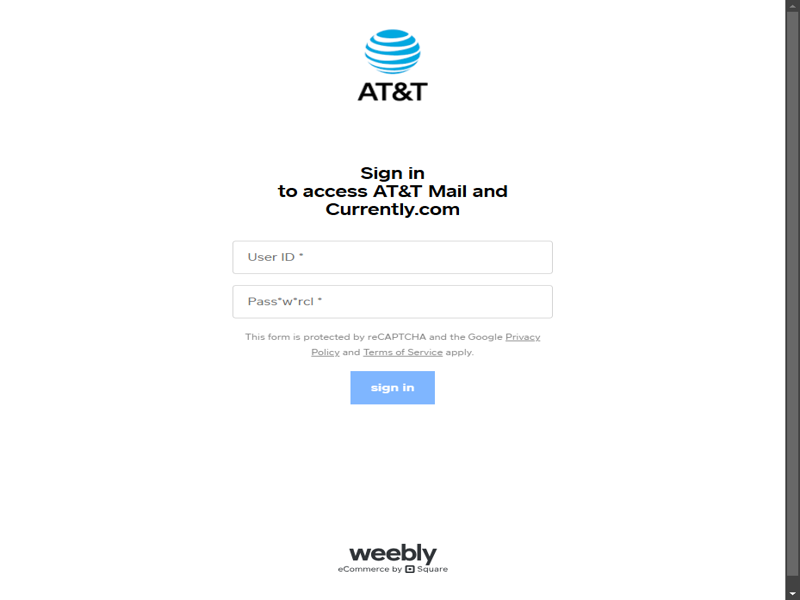 AT&T
Sign in
to access AT&T Mail and
Currently.com
User ID *
Pass*w*rcl *
This form is protected by reCAPTCHA and the Google Privacy
Policy and Terms of Service apply.
sign in
weebly
eCommerce by Square